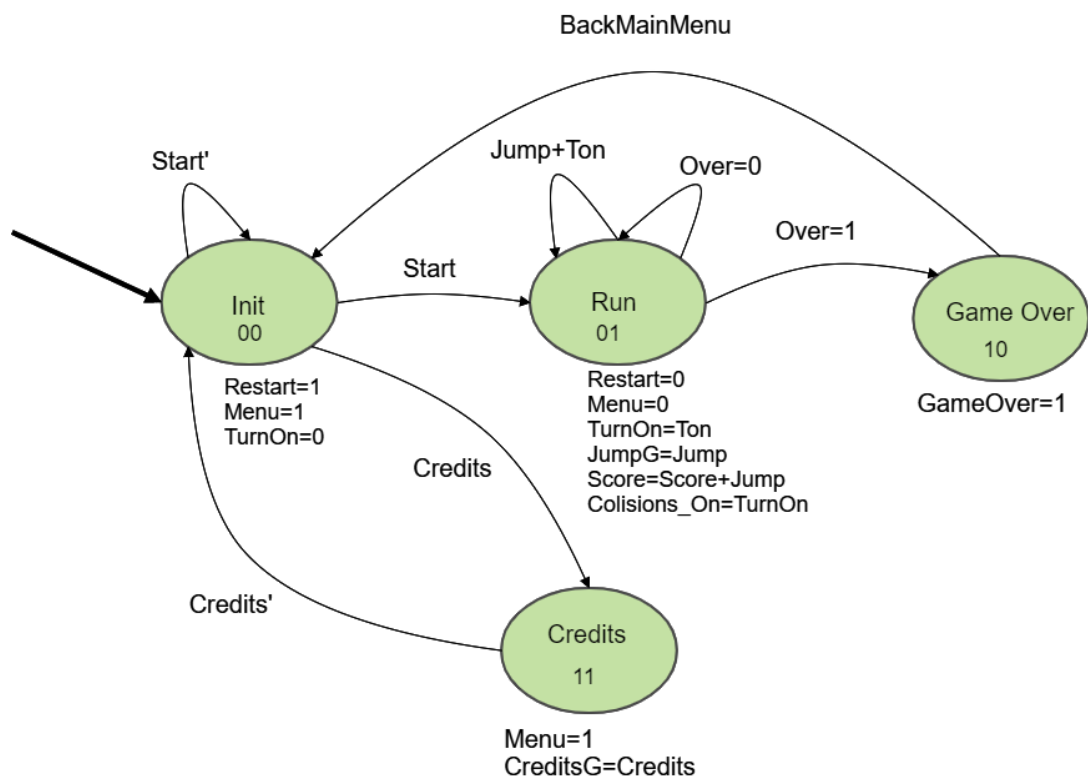 BackMainMenu
Start'
Jump+Ton
Over=0
Over=1
Start
Init
00
Run
01
Game Over
10
Restart=1
Menu=1
TurnOn=0
Restart=0
Menu=0
TurnOn=Ton
JumpG=Jump
Score=Score+Jump
Colisions_On=TurnOn
GameOver=1
Credits
Credits'
Credits
11
Menu=1
CreditsG=Credits